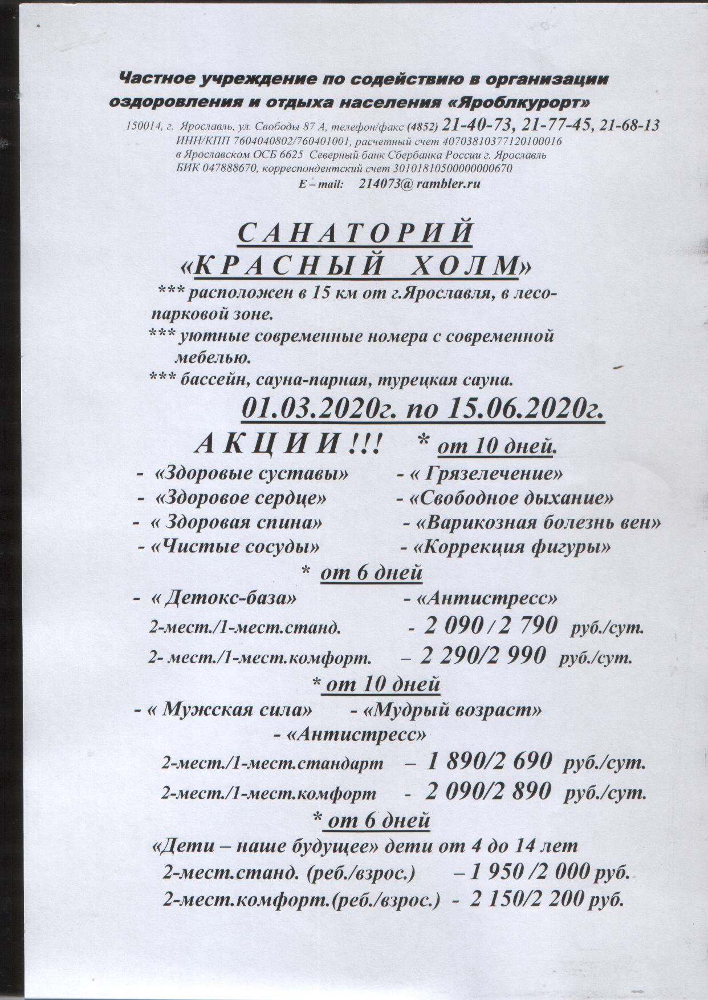 Частное учреждение по содействию в организации
оздоровления и отдыха населения «Яроблкурорт»
150014, г. Ярославль, ул. Свободы 87 А, телефон/факс (4852) 21-40-73, 21-77-45, 21-68-13
ИНН/КПП 7604040802/760401001, расчетный счет 40703810377120100016
в Ярославском ОСБ 6625 Северный банк Сбербанка России г. Ярославль
БИК 047888670, корреспондентский счет 30101810500000000670
E – mail: 214073@ rambler.ru
С А Н А Т О Р И Й
«К Р А С Н Ы Й Х О Л М»
*** расположен в 15 км от г.Ярославля, в лесо-
парковой зоне.
*** уютные современные номера с современной
мебелью.
*** бассейн, сауна-парная, турецкая сауна.
01.03.2020г. по 15.06.2020г.
А К Ц И И !!! * от 10 дней.
- «Здоровые суставы» - « Грязелечение»
- «Здоровое сердце» - «Свободное дыхание»
- « Здоровая спина» - «Варикозная болезнь вен»
- «Чистые сосуды» - «Коррекция фигуры»
* от 6 дней
- « Детокс-база» - «Антистресс»
2-мест./1-мест.станд. - 2 090 / 2 790 руб./сут.
2- мест./1-мест.комфорт. – 2 290/2 990 руб./сут.
* от 10 дней
- « Мужская сила» - «Мудрый возраст»
- «Антистресс»
2-мест./1-мест.стандарт – 1 890/2 690 руб./сут.
2-мест./1-мест.комфорт - 2 090/2 890 руб./сут.
* от 6 дней
«Дети – наше будущее» дети от 4 до 14 лет
2-мест.станд. (реб./взрос.) – 1 950 /2 000 руб.
2-мест.комфорт.(реб./взрос.) - 2 150/2 200 руб.